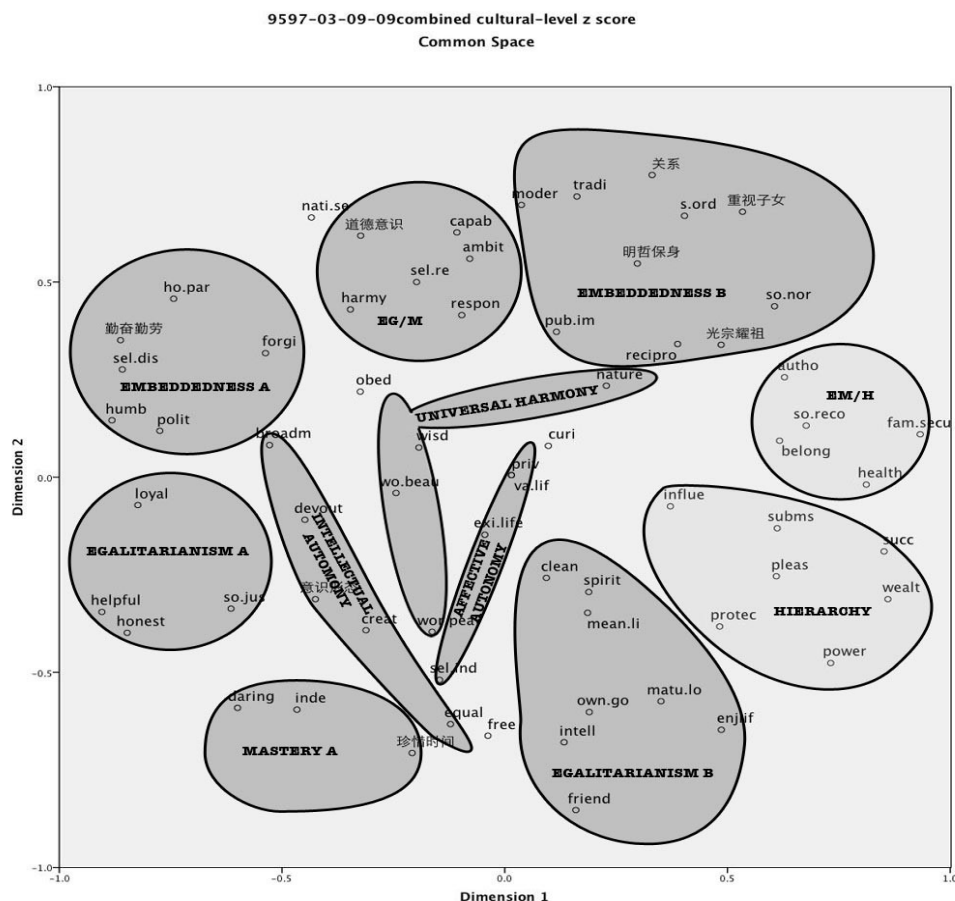 9597-03-09-09combined cultural-level z score
Common Space
1.0
关系
tradi
moder
重视子女
s.ord
nati.se
道德意识
capab
ambit
明哲保身
sel.re
0.5
EMBEDDEDNESS B
so.nor
ho.par
harmy
respon
EG/M
勤奋勤劳
pub.im
光宗耀祖
forgi
recipro
sel.dis
autho
EMBEDDEDNESS A
obed
nature
EM/H
UNIVERSAL HARMONY
humb
polit
so.reco
fam.secu
broadm
wisd
curi
belong
0.0
priv
va.lif
health
wo.beau
loyal
devout
influe
exi.life
subms
EGALITARIANISM A
INTELLECTUAL
AUTOMONY
AFFECTIVE
AUTONOMY
succ
clean
spirit
pleas
wealt
helpful
so.jus
HIERARCHY
honest
creat
wor.pea
mean.li
protec
power
-0.5
sel.ind
daring
inde
equal
free
own.go
matu.lo
enjlif
珍惜时间
intell
MASTERY A
EGALITARIANISM B
friend
-1.0
-1.0
-0.5
0.0
0.5
1.0
Dimension 1
Dimension 2